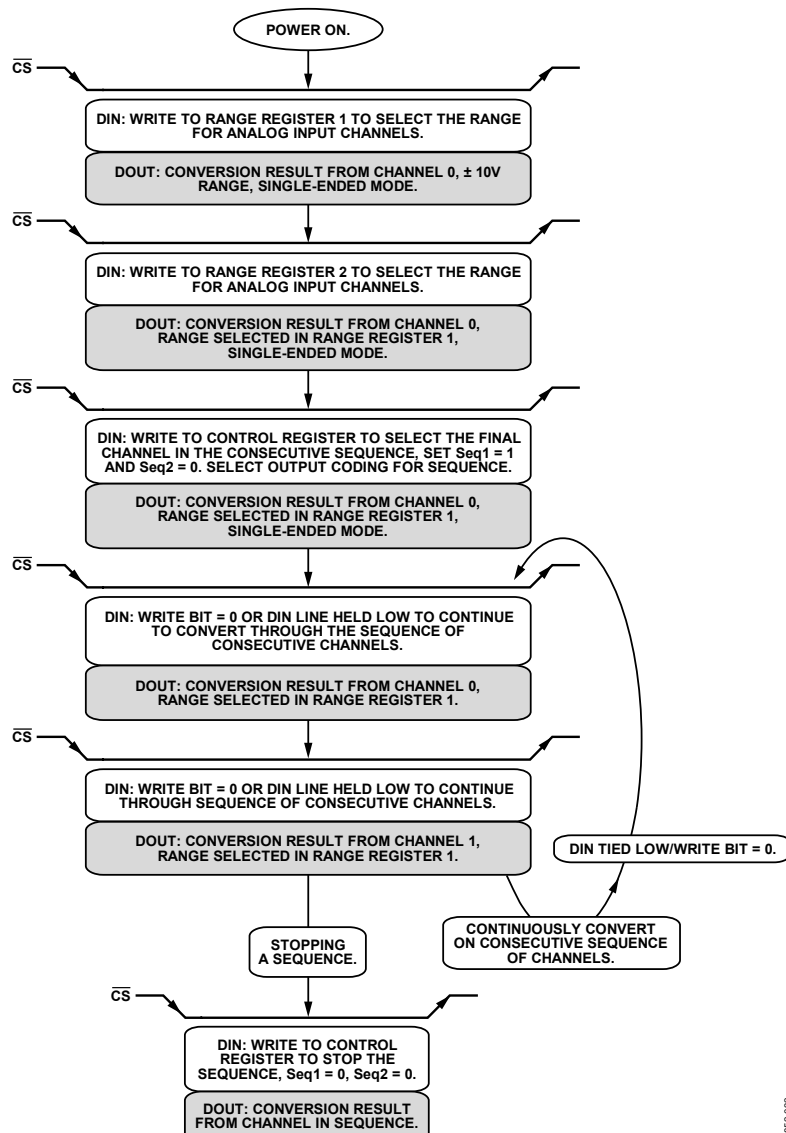 POWER ON.
CS
DIN: WRITE TO RANGE REGISTER 1 TO SELECT THE RANGE
FOR ANALOG INPUT CHANNELS.
DOUT: CONVERSION RESULT FROM CHANNEL 0, ± 10V
RANGE, SINGLE-ENDED MODE.
CS
DIN: WRITE TO RANGE REGISTER 2 TO SELECT THE RANGE
FOR ANALOG INPUT CHANNELS.
DOUT: CONVERSION RESULT FROM CHANNEL 0,
RANGE SELECTED IN RANGE REGISTER 1,
SINGLE-ENDED MODE.
CS
DIN: WRITE TO CONTROL REGISTER TO SELECT THE FINAL
CHANNEL IN THE CONSECUTIVE SEQUENCE, SET Seq1 = 1
AND Seq2 = 0. SELECT OUTPUT CODING FOR SEQUENCE.
DOUT: CONVERSION RESULT FROM CHANNEL 0,
RANGE SELECTED IN RANGE REGISTER 1,
SINGLE-ENDED MODE.
CS
DIN: WRITE BIT = 0 OR DIN LINE HELD LOW TO CONTINUE
TO CONVERT THROUGH THE SEQUENCE OF
CONSECUTIVE CHANNELS.
DOUT: CONVERSION RESULT FROM CHANNEL 0,
RANGE SELECTED IN RANGE REGISTER 1.
CS
DIN: WRITE BIT = 0 OR DIN LINE HELD LOW TO CONTINUE
THROUGH SEQUENCE OF CONSECUTIVE CHANNELS.
DOUT: CONVERSION RESULT FROM CHANNEL 1,
RANGE SELECTED IN RANGE REGISTER 1.
DIN TIED LOW/WRITE BIT = 0.
CONTINUOUSLY CONVERT
ON CONSECUTIVE SEQUENCE
OF CHANNELS.
STOPPING
A SEQUENCE.
CS
DIN: WRITE TO CONTROL
REGISTER TO STOP THE
SEQUENCE, Seq1 = 0, Seq2 = 0.
DOUT: CONVERSION RESULT
FROM CHANNEL IN SEQUENCE.